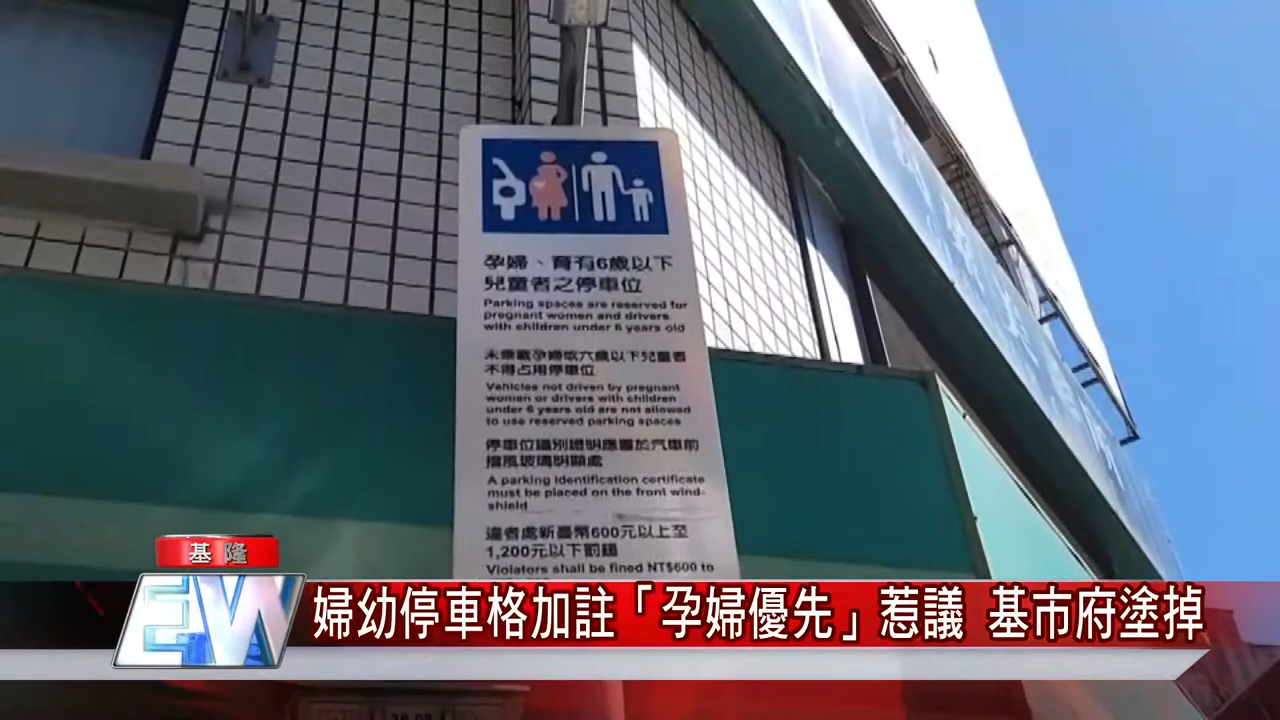 孕婦、育有6歲以下
兒童者之停車位
Parking spaces are reserved for
pregnant women and drivers
with children under 6 years old
未乘載孕婦或六歲以下兒童者
不得占用停車位
Vehicles not driven by pregnant
women or drivers with children
under 6 years old are not allowed
to use reserved parking spaces
停車位識別證明應置於汽車前
擋風玻璃明顯處
A parking identification certificate
must be placed on the front wind-
shield
違者處新臺幣600元以上至
1,200元以下罰鍰
Violators shall be fined NT$600 to
基隆
EW
婦幼停車格加註「孕婦優先」惹議 基市府塗掉